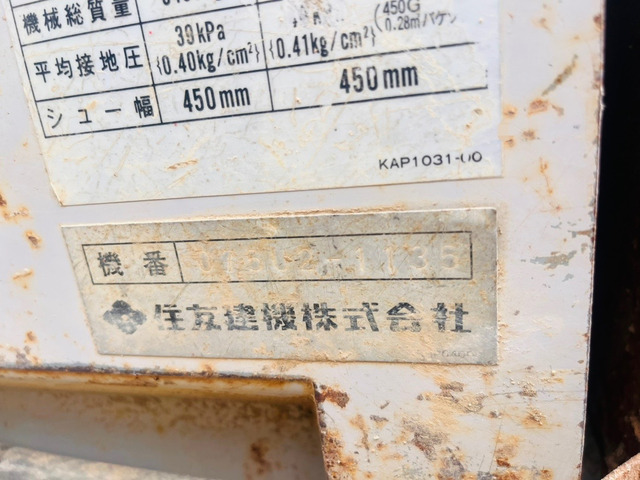 機械総質量
450G
0.28m³バケット
平均接地圧 39kPa {0.40kg/cm²} {0.41kg/cm²}
シュー幅 450mm 450mm
KAP1031-00
機番
住友建機株式会社